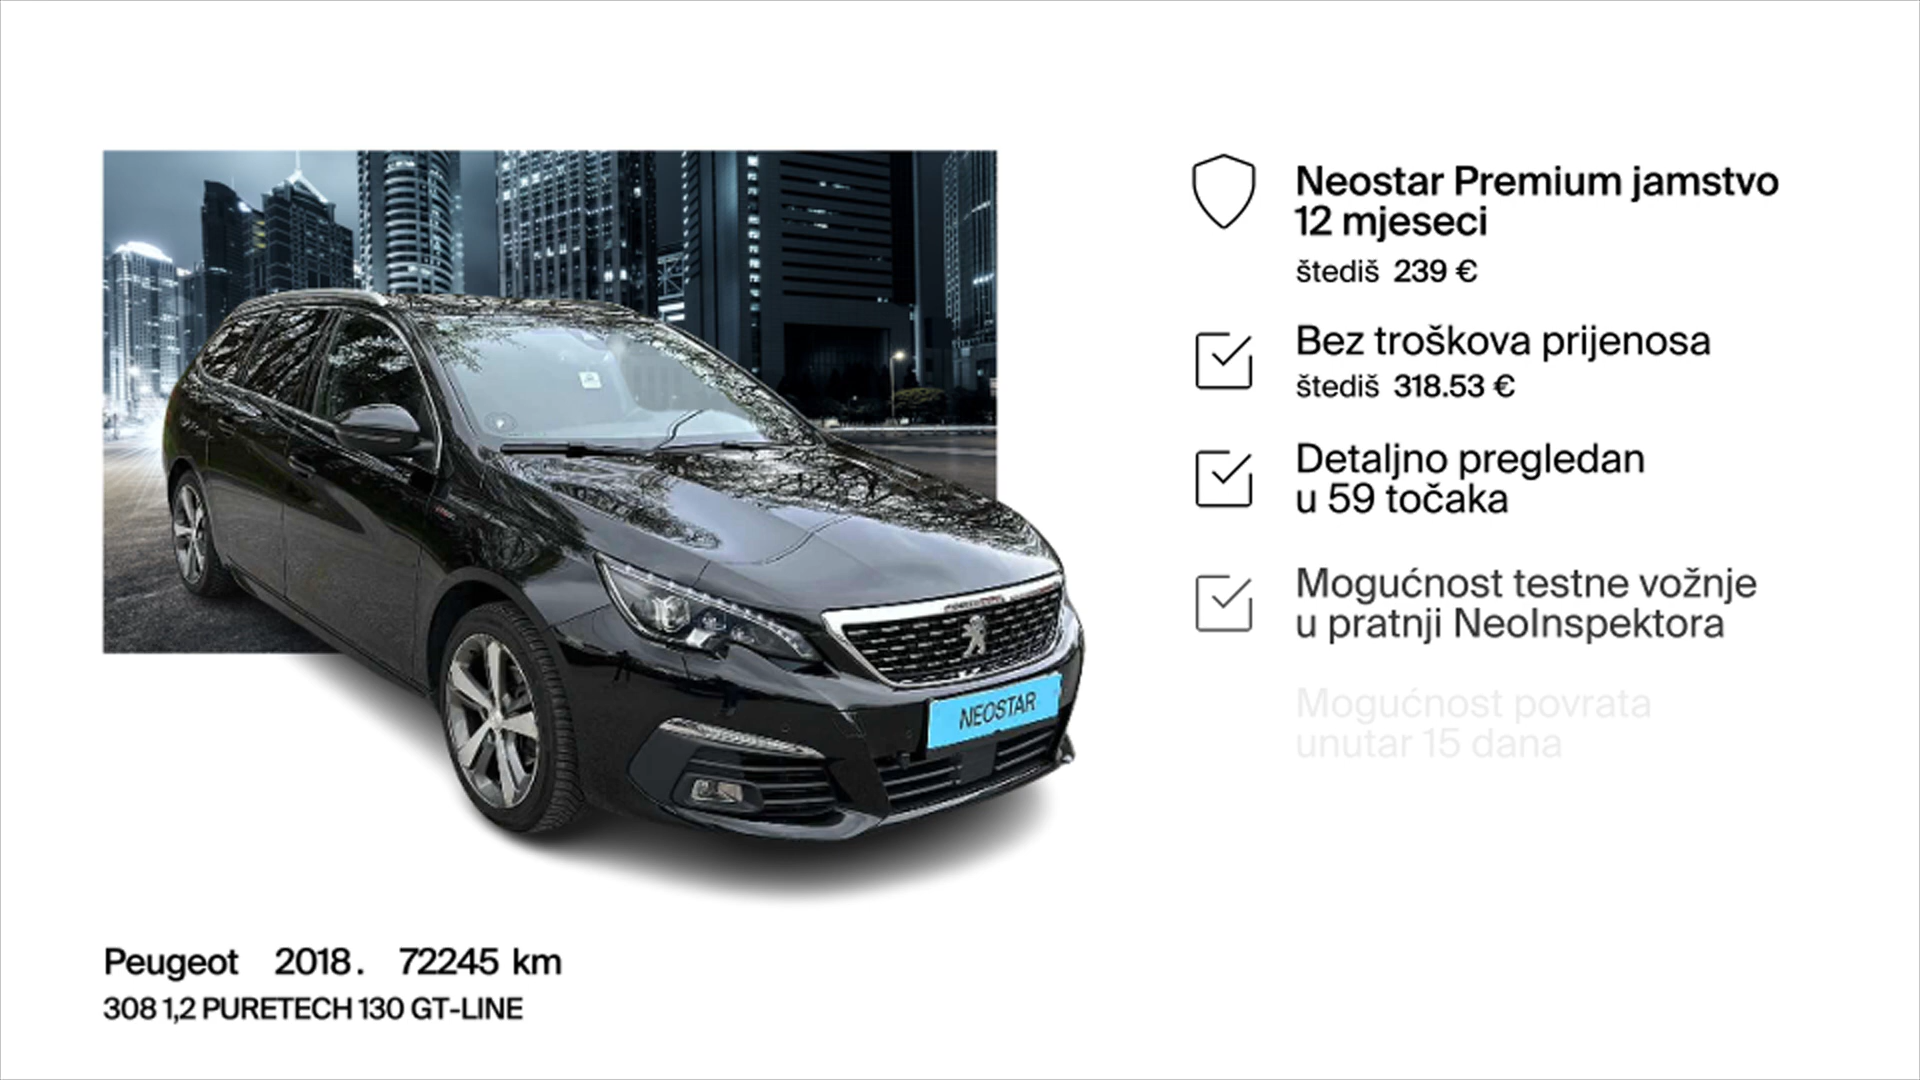 Neostar Premium jamstvo
12 mjeseci
štediš 239 €
Bez troškova prijenosa
štediš 318.53 €
Detaljno pregledan
u 59 točaka
Mogućnost testne vožnje
u pratnji NeoInspektora
Mogućnost povrata
unutar 15 dana
NEOSTAR
Peugeot 2018. 72245 km
308 1,2 PURETECH 130 GT-LINE